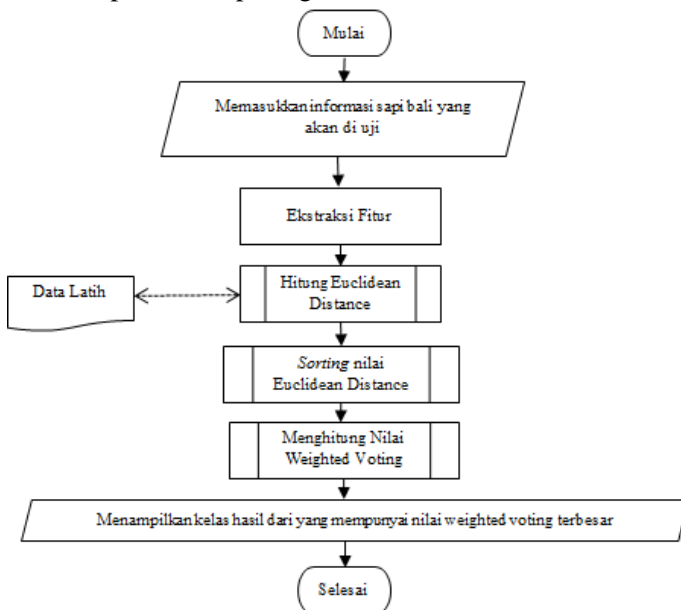 Mulai
Memasukkan informasi sapi bali yang
akan di uji
Ekstraksi Fitur
Data Latih
Hitung Euclidean
Distance
Sorting nilai
Euclidean Distance
Menghitung Nilai
Weighted Voting
Menampilkan kelas hasil dari yang mempunyai nilai weighted voting terbesar
Selesai